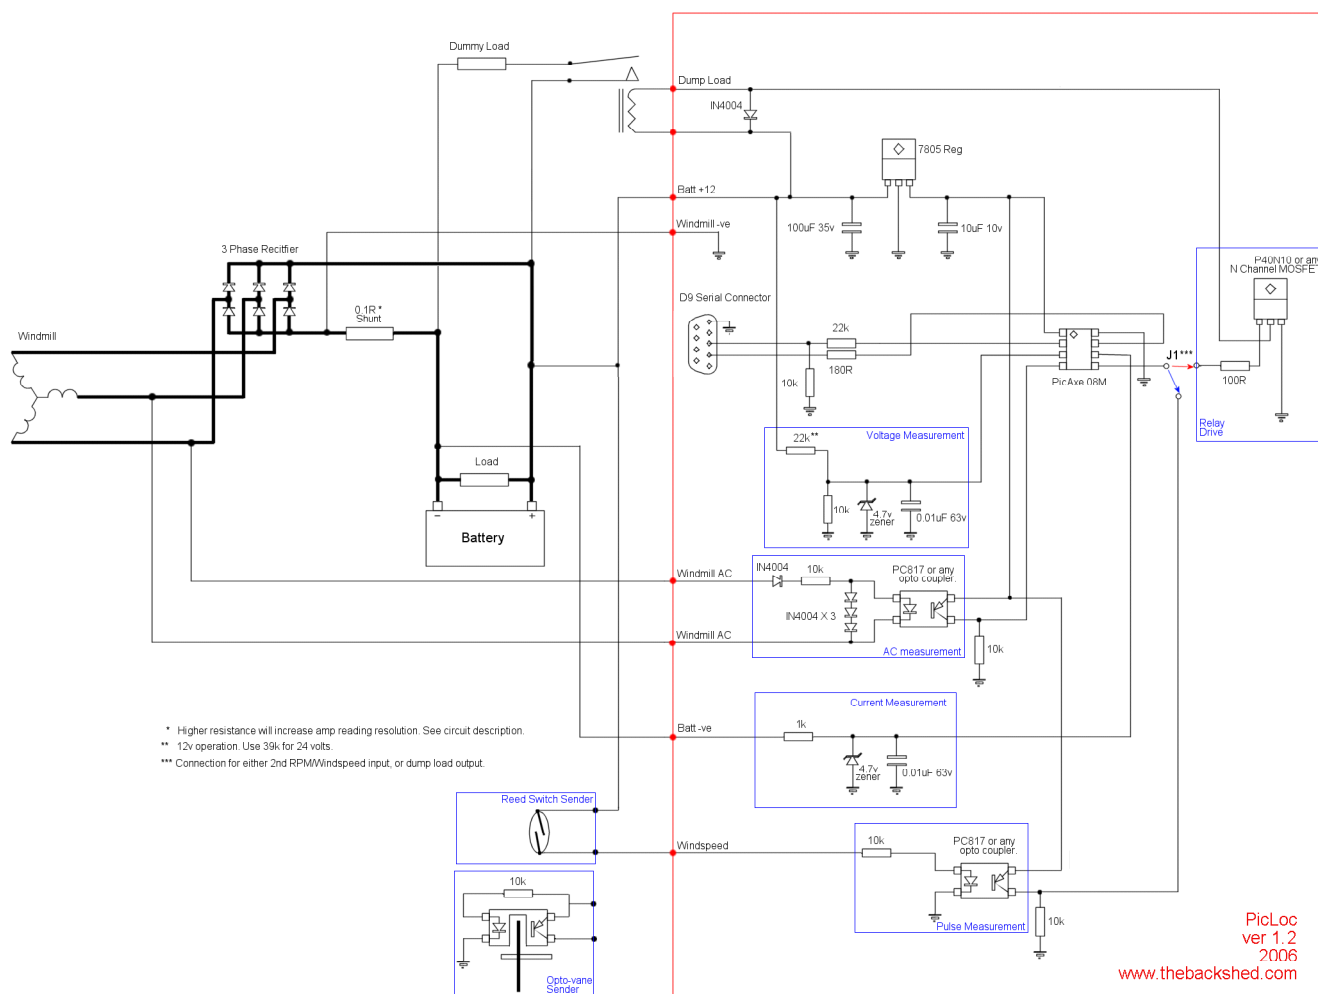 Dummy Load
Dump Load
IN4004
7805 Reg
Batt +12
Windmill -ve
100uF 35v
10uF 10v
3 Phase Recitfier
P40N10 or any
N Channel MOSFET
D9 Serial Connector
0.1R *
Shunt
22k
Windmill
J1***
180R
10k
PicAxe 08M
100R
Relay
Drive
22k**
Voltage Measurement
Load
10k
4.7v
zener
0.01uF 63v
− +
Battery
Windmill AC
IN4004
10k
PC817 or any
opto coupler.
IN4004 X 3
Windmill AC
AC measurement
10k
Current Measurement
* Higher resistance will increase amp reading resolution. See circuit description.
** 12v operation. Use 39k for 24 volts.
*** Connection for either 2nd RPM/Windspeed input, or dump load output.
Batt -ve
1k
4.7v
zener
0.01uF 63v
Reed Switch Sender
Windspeed
10k
PC817 or any
opto coupler.
10k
10k
Pulse Measurement
Opto-vane
Sender
PicLoc
ver 1.2
2006
www.thebackshed.com